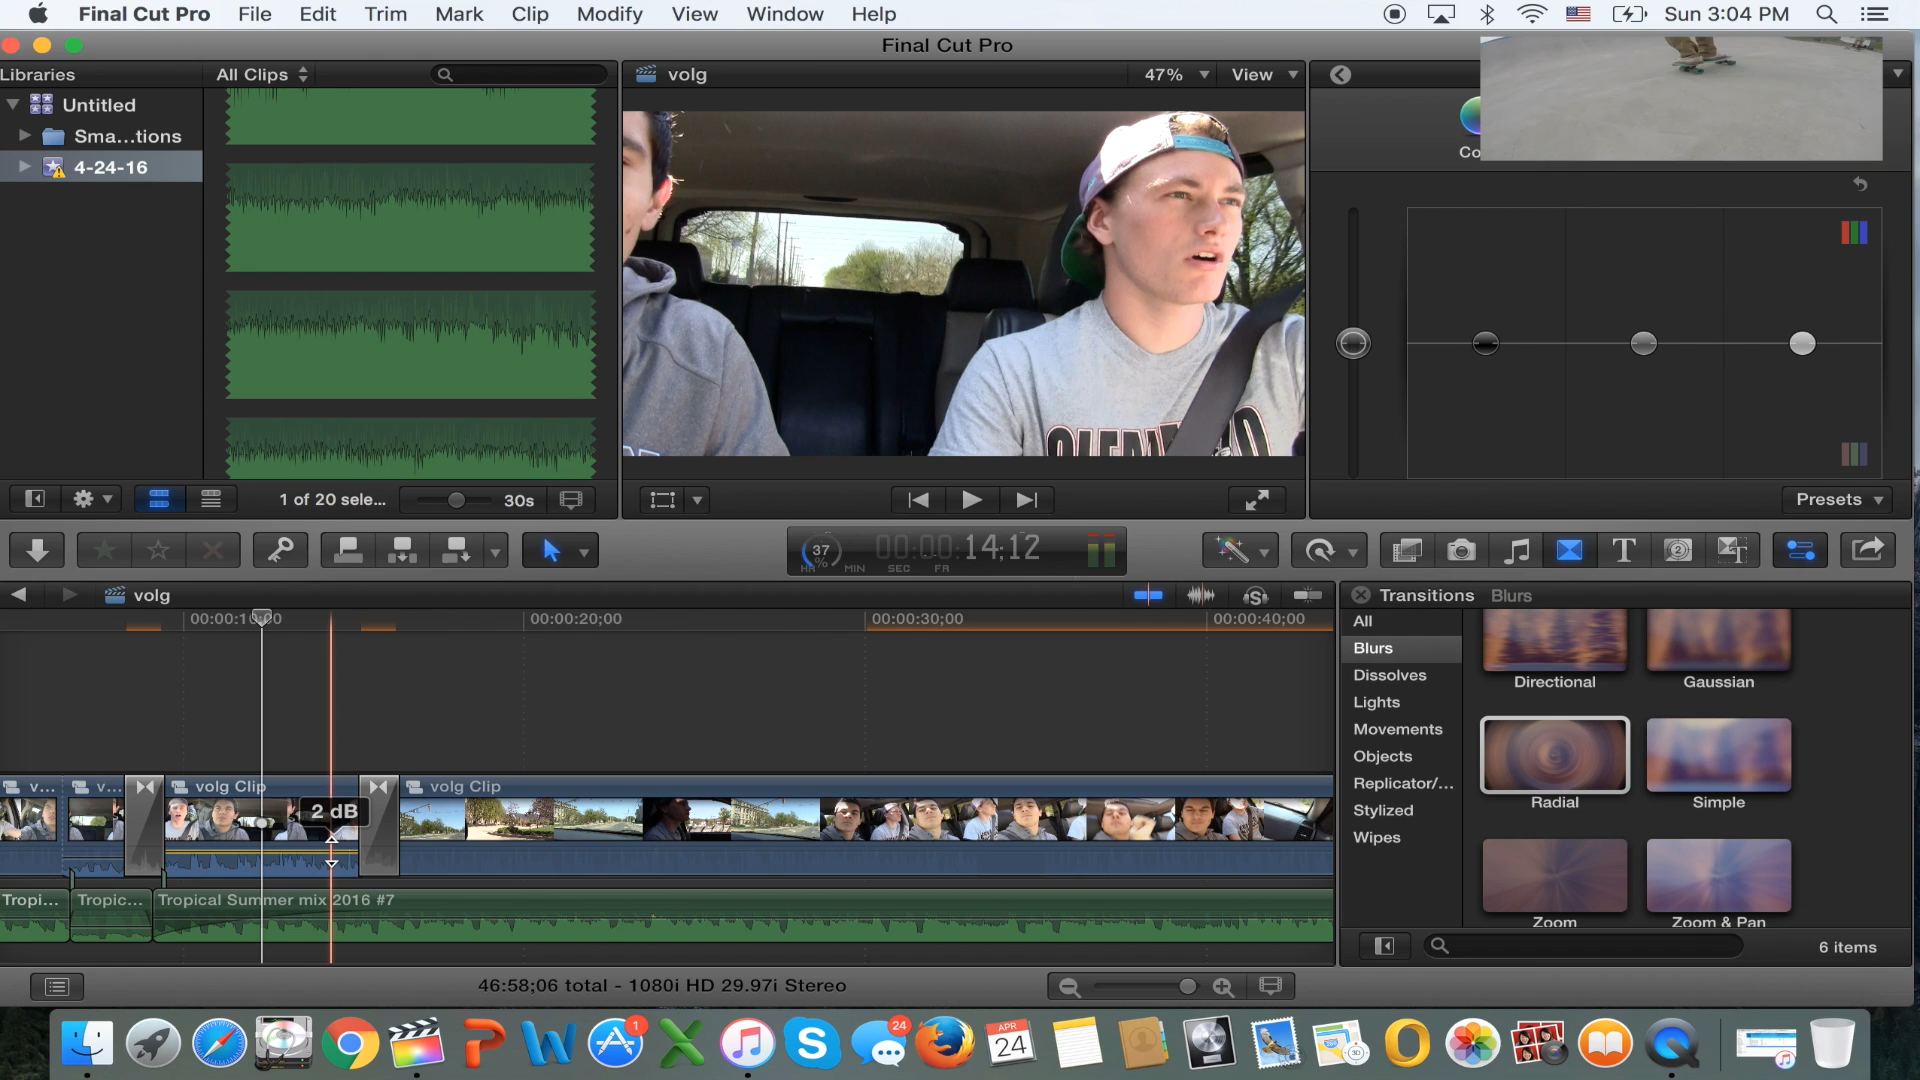 Final Cut Pro File Edit Trim Mark Clip Modify View Window Help Sun 3:04 PM
Final Cut Pro
Libraries All Clips volg 47% View
Untitled
Sma...tions
4-24-16
Co
1 of 20 sele... 30s Presets
37 % 00:00:14;12
HR MIN SEC FR
volg Transitions Blurs
00:00:20;00 00:00:30;00 00:00:40;00
All
Blurs
Dissolves
Lights
Movements
Objects
Replicator/...
Stylized
Wipes
Directional Gaussian
Radial Simple
Zoom Zoom & Pan
v... v... volg Clip volg Clip
2 dB
Tropi... Tropic... Tropical Summer mix 2016 #7
6 items
46:58;06 total - 1080i HD 29.97i Stereo
1
24
APR
24